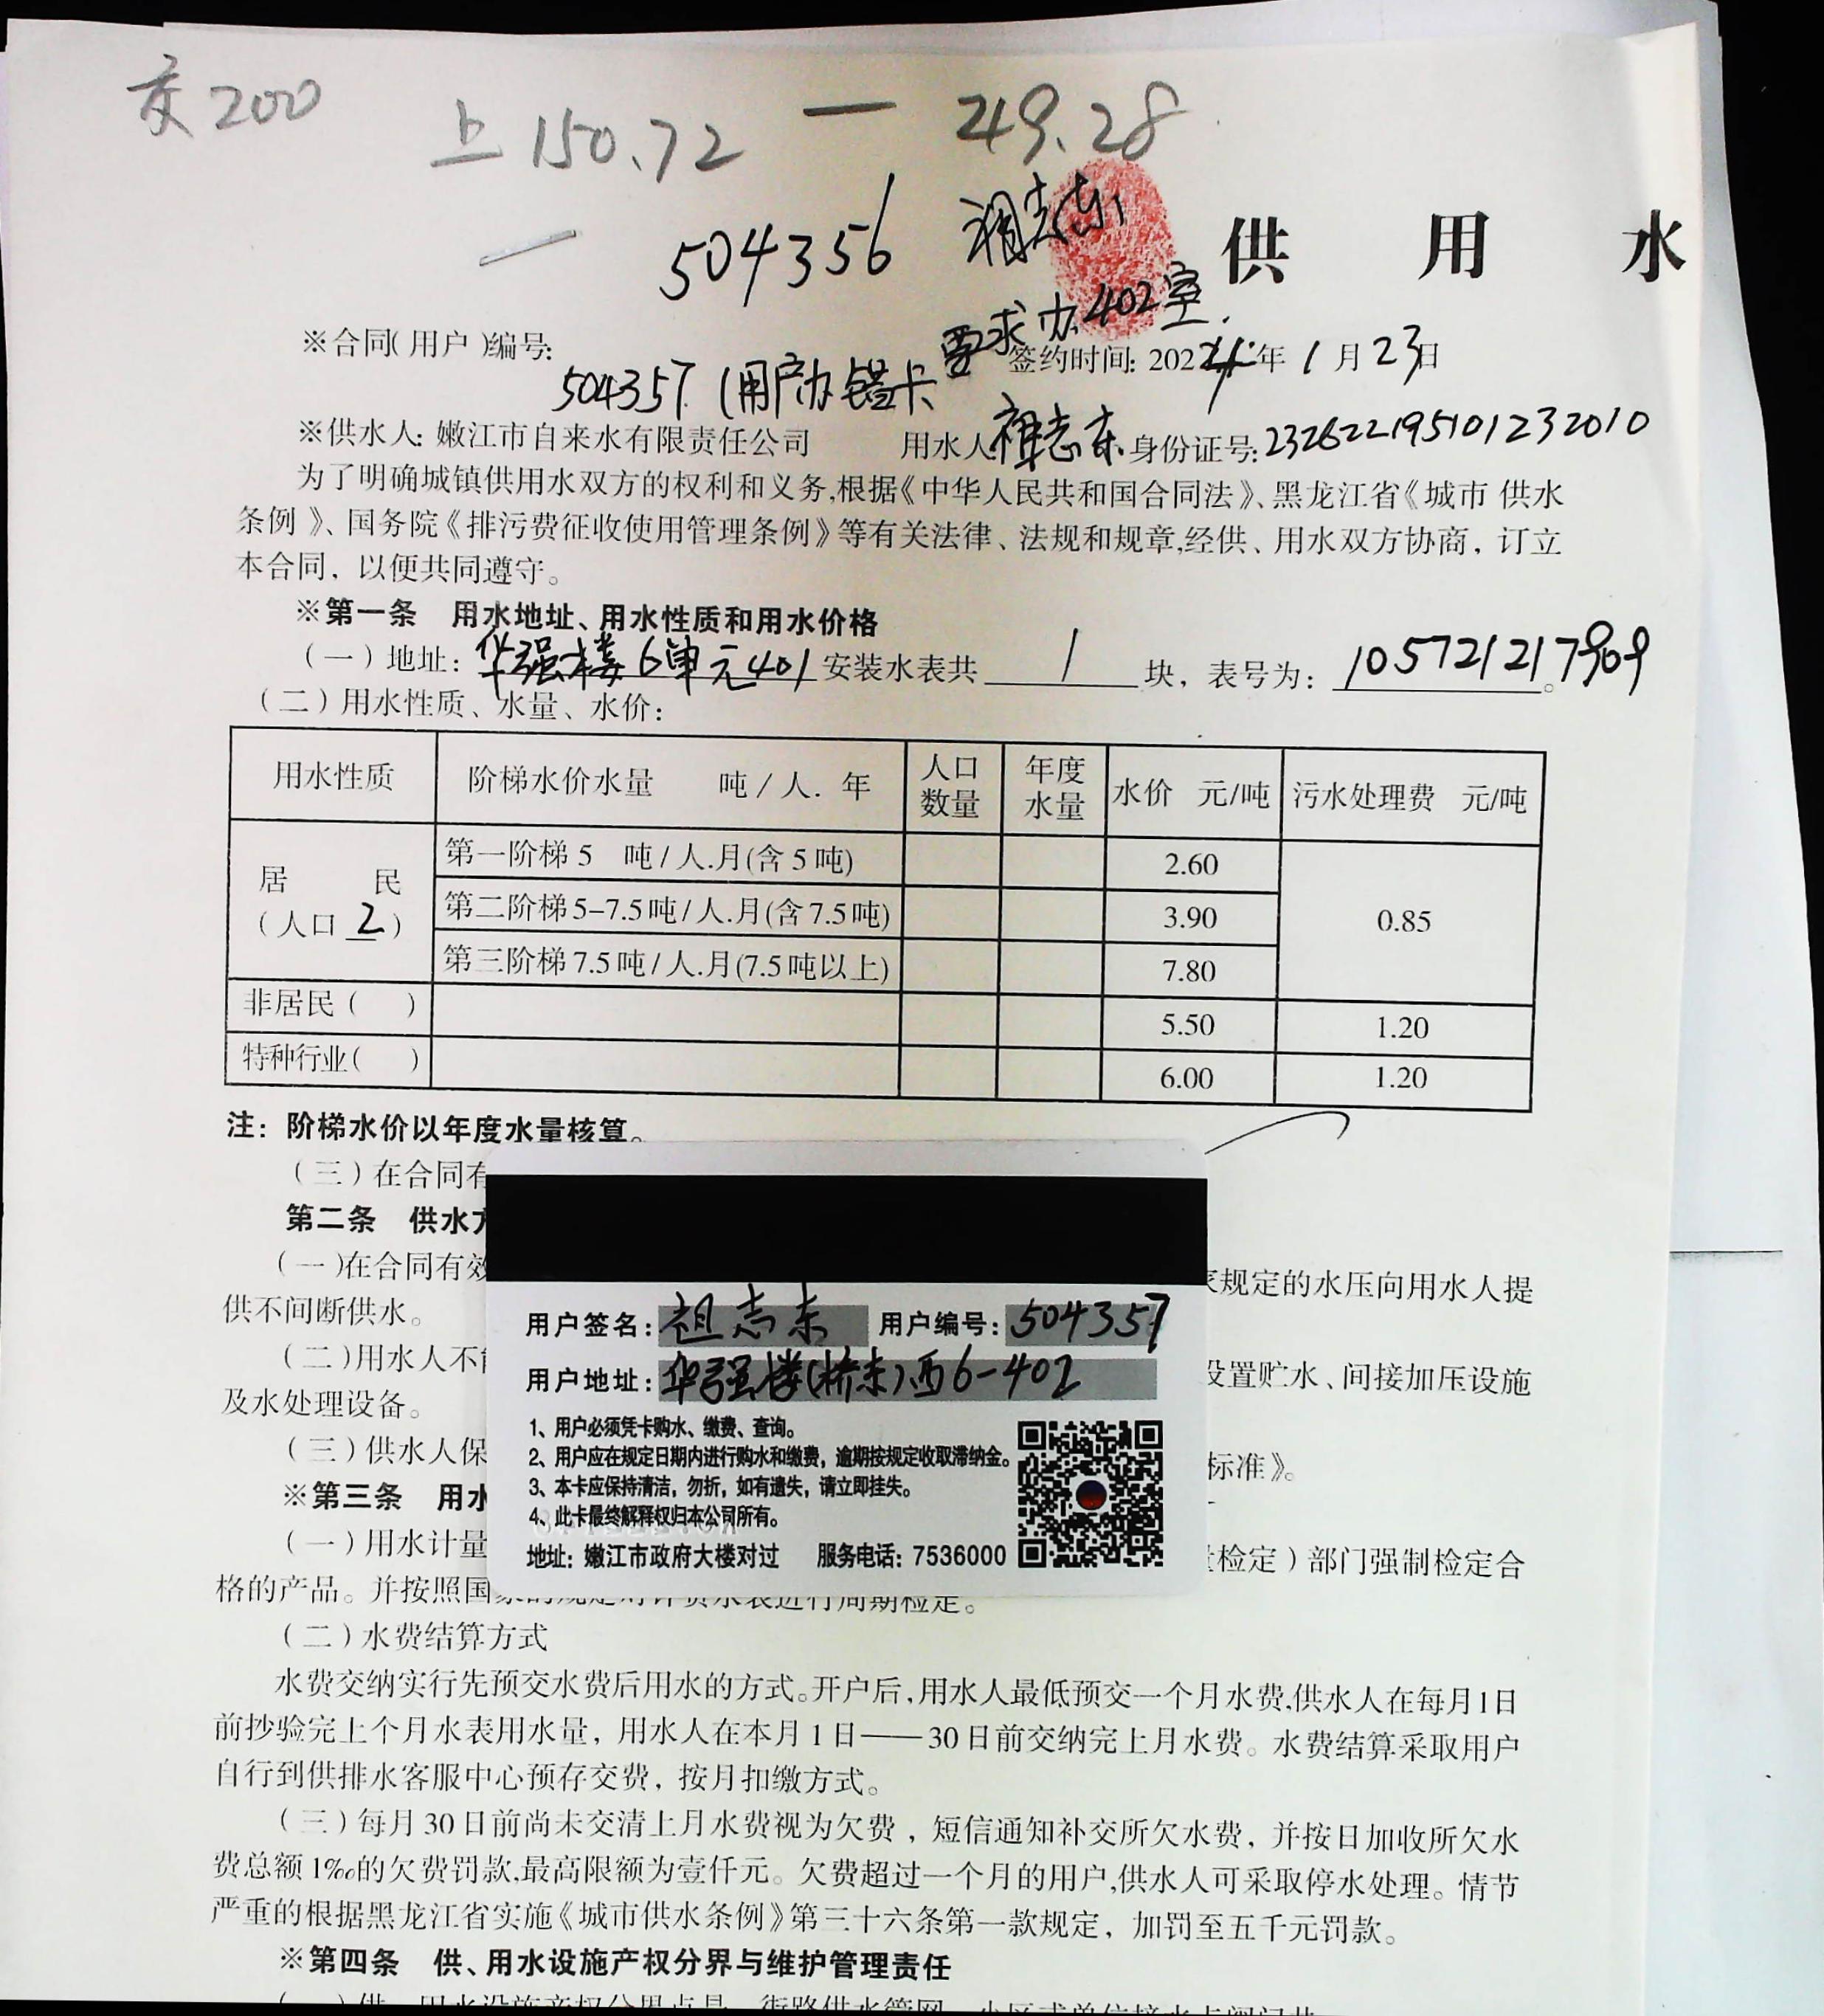 交200
上150.72 — 49.28
504356 祖志东
供 用 水
要求办402室.
※合同(用户)编号:
签约时间: 2024年1月23日
504357 (用户办错卡
※供水人: 嫩江市自来水有限责任公司 用水人 祖志东 身份证号: 232622195101232010
为了明确城镇供用水双方的权利和义务,根据《中华人民共和国合同法》、黑龙江省《城市 供水
条例》、国务院《排污费征收使用管理条例》等有关法律、法规和规章,经供、用水双方协商,订立
本合同,以便共同遵守。
※第一条 用水地址、用水性质和用水价格
(一)地址: 华强楼6单元401 安装水表共 1 块,表号为: 105721217909。
(二)用水性质、水量、水价:
用水性质 阶梯水价水量 吨/人. 年 人口数量 年度水量 水价 元/吨 污水处理费 元/吨
居 民 (人口 2 )
第一阶梯 5 吨/人.月(含 5 吨) 2.60 0.85
第二阶梯 5-7.5 吨/人.月(含 7.5 吨) 3.90
第三阶梯 7.5 吨/人.月(7.5 吨以上) 7.80
非居民( ) 5.50 1.20
特种行业( ) 6.00 1.20
注:阶梯水价以年度水量核算。
(三)在合同有
第二条 供水方
(一)在合同有效 家规定的水压向用水人提
供不间断供水。
(二)用水人不能 设置贮水、间接加压设施
及水处理设备。
(三)供水人保 标准》。
※第三条 用水
(一)用水计量 检定)部门强制检定合
格的产品。并按照国家的规定对计费水表进行周期检定。
用户签名: 祖志东 用户编号: 504357
用户地址: 华强楼(桥东)西6-402
1、用户必须凭卡购水、缴费、查询。
2、用户应在规定日期内进行购水和缴费,逾期按规定收取滞纳金。
3、本卡应保持清洁,勿折,如有遗失,请立即挂失。
4、此卡最终解释权归本公司所有。
地址:嫩江市政府大楼对过 服务电话:7536000
(二)水费结算方式
水费交纳实行先预交水费后用水的方式。开户后,用水人最低预交一个月水费,供水人在每月1日
前抄验完上个月水表用水量,用水人在本月1日——30日前交纳完上月水费。水费结算采取用户
自行到供排水客服中心预存交费,按月扣缴方式。
(三)每月30日前尚未交清上月水费视为欠费,短信通知补交所欠水费,并按日加收所欠水
费总额1‰的欠费罚款,最高限额为壹仟元。欠费超过一个月的用户,供水人可采取停水处理。情节
严重的根据黑龙江省实施《城市供水条例》第三十六条第一款规定,加罚至五千元罚款。
※第四条 供、用水设施产权分界与维护管理责任